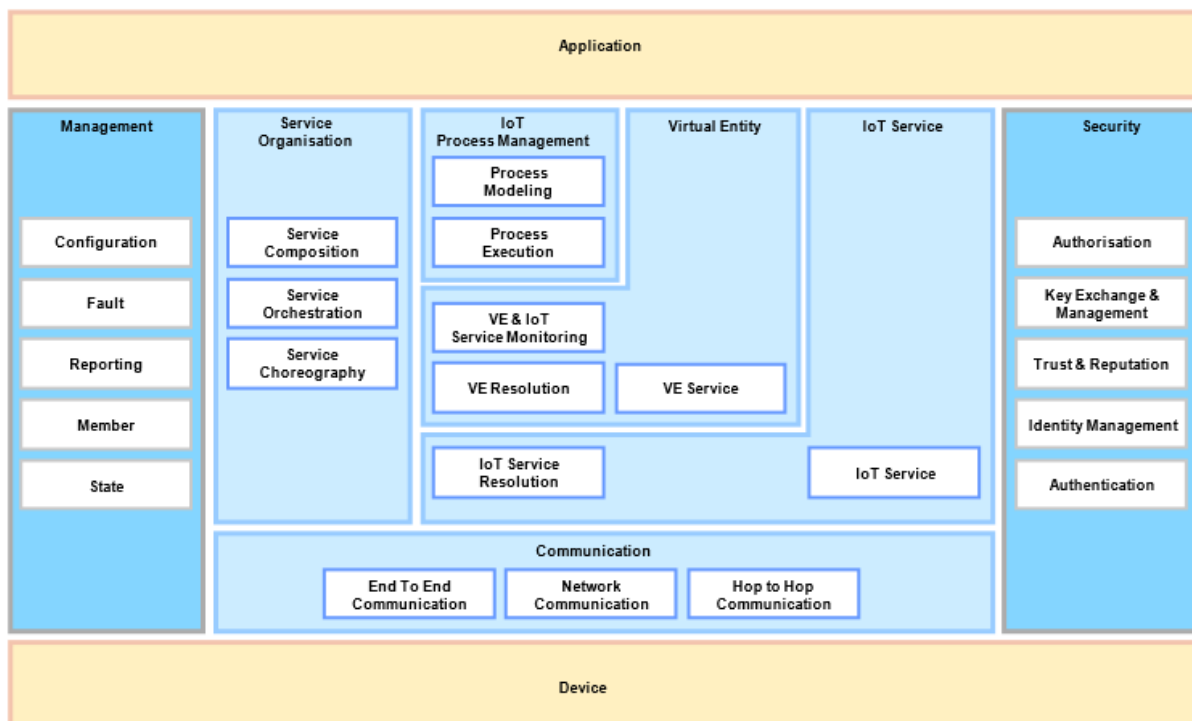 Application
Management
Configuration
Fault
Reporting
Member
State
Service
Organisation
Service
Composition
Service
Orchestration
Service
Choreography
IoT
Process Management
Process
Modeling
Process
Execution
Virtual Entity
VE & IoT
Service Monitoring
VE Resolution
VE Service
IoT Service
IoT Service
Resolution
IoT Service
Security
Authorisation
Key Exchange &
Management
Trust & Reputation
Identity Management
Authentication
Communication
End To End
Communication
Network
Communication
Hop to Hop
Communication
Device